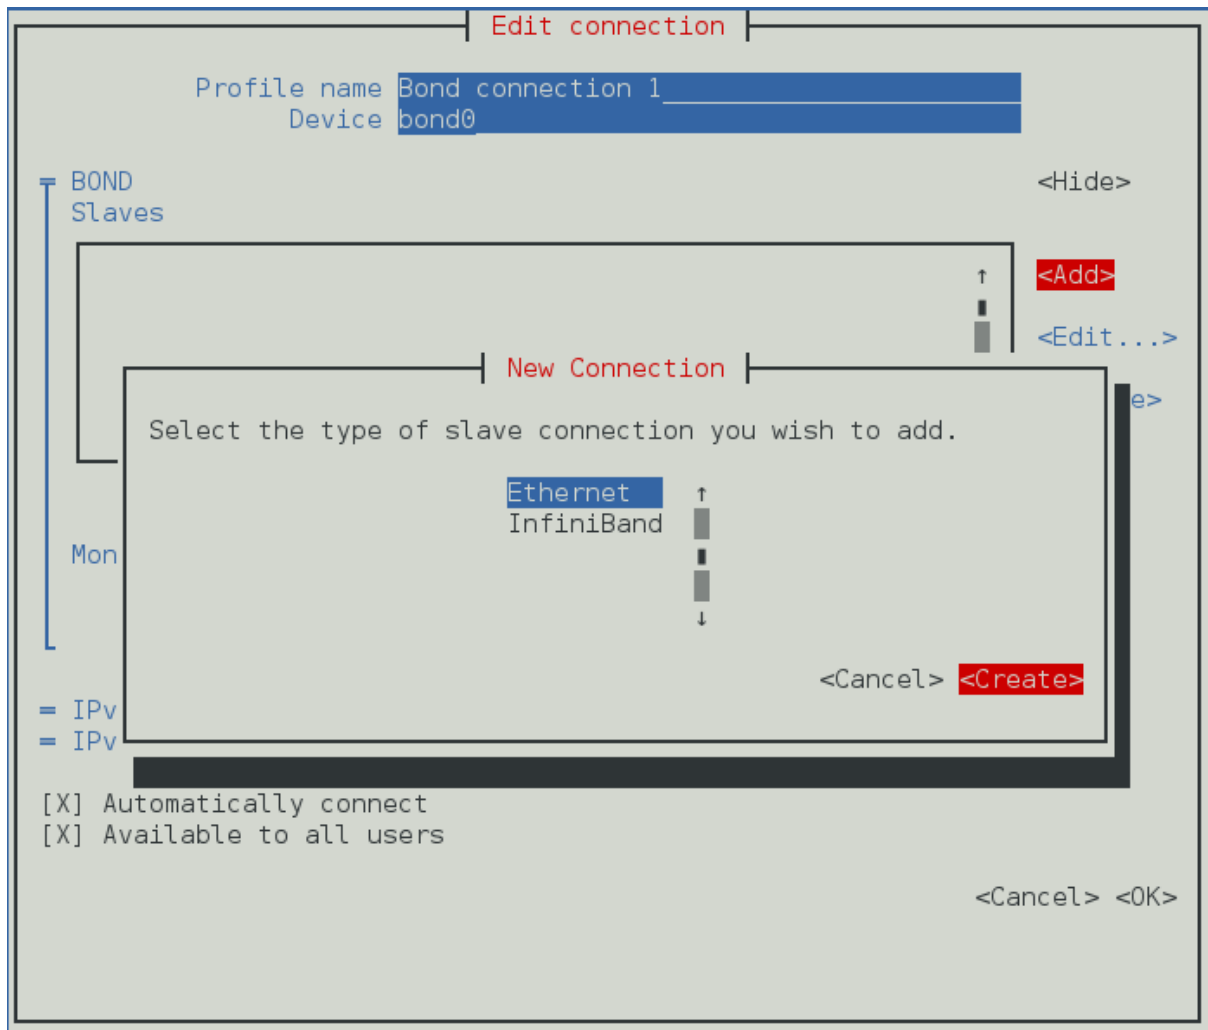 Edit connection
Profile name Bond connection 1
Device bond0
BOND <Hide>
Slaves
↑ <Add>
<Edit...>
New Connection
e>
Select the type of slave connection you wish to add.
Ethernet ↑
InfiniBand
Mon
↓
<Cancel> <Create>
= IPv
= IPv
[X] Automatically connect
[X] Available to all users
<Cancel> <OK>